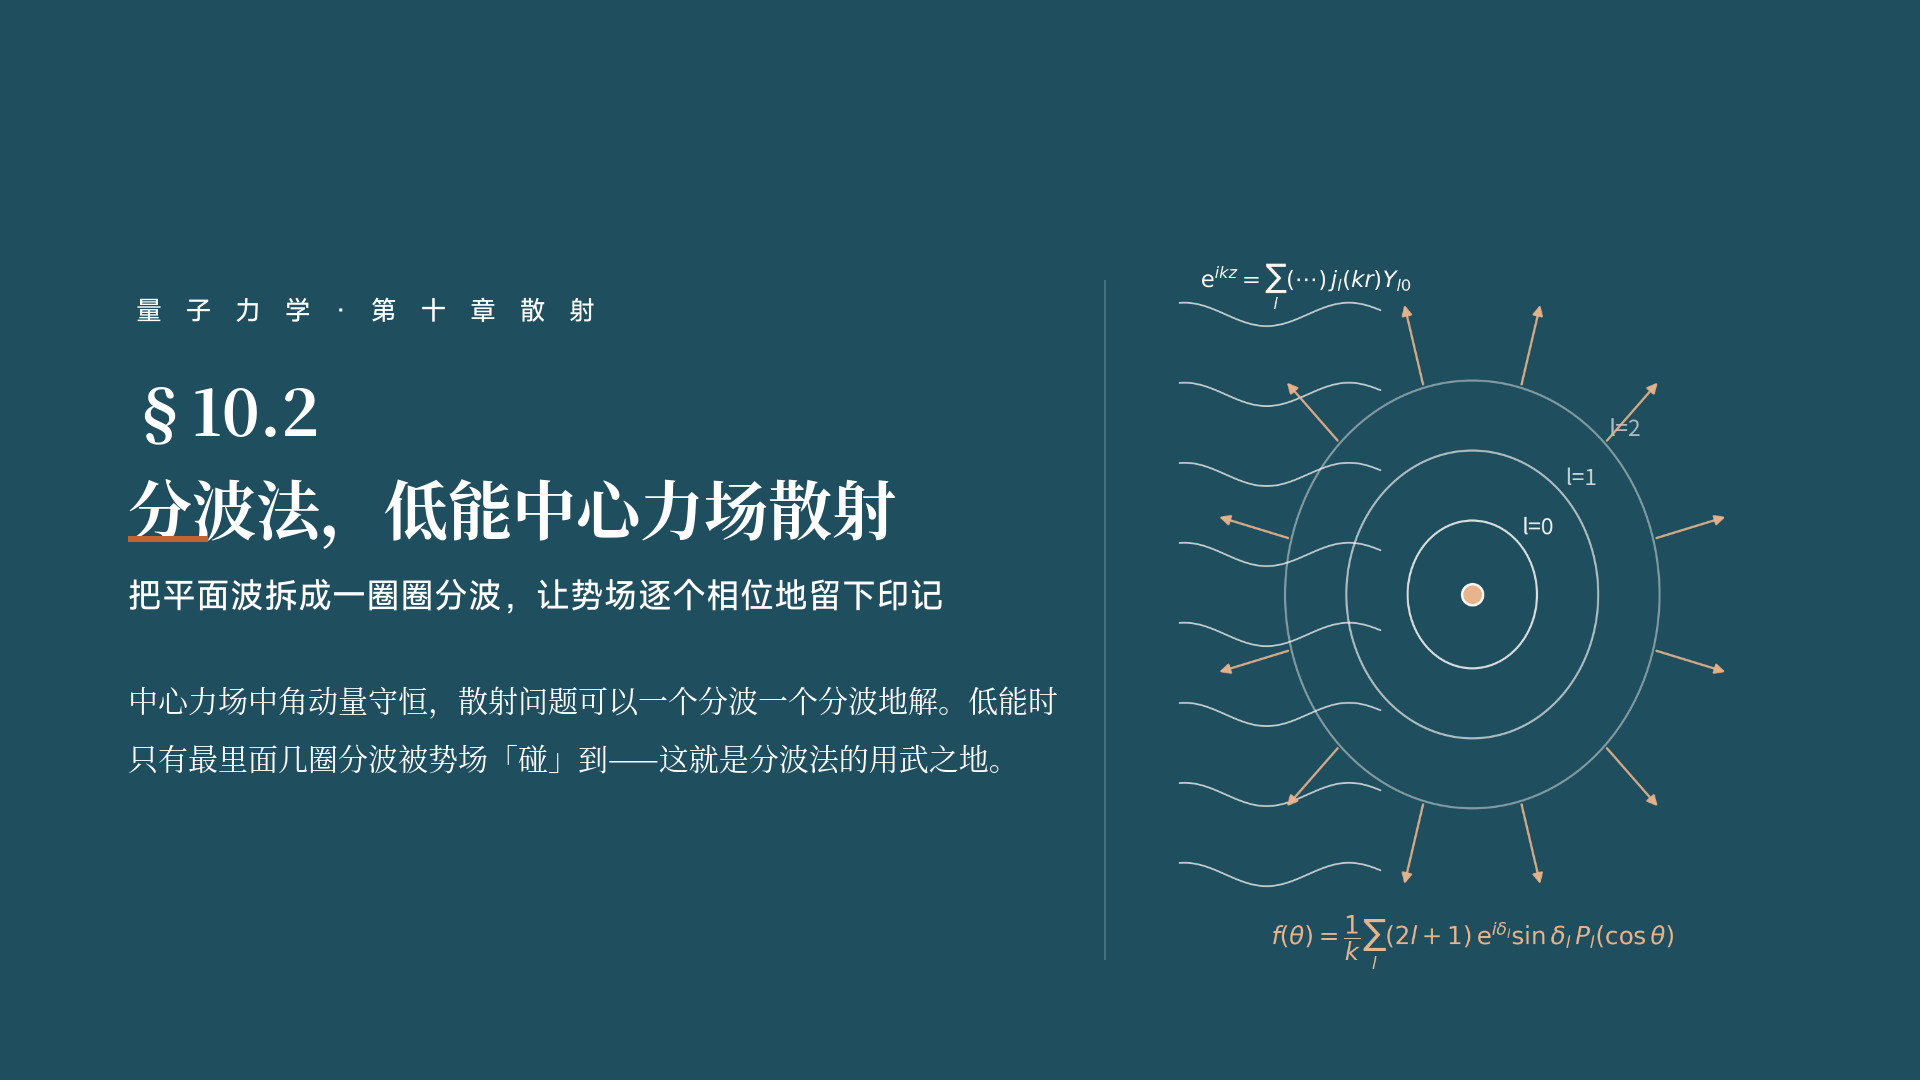 量子力学·第十章散射
§10.2
分波法，低能中心力场散射
把平面波拆成一圈圈分波，让势场逐个相位地留下印记
中心力场中角动量守恒，散射问题可以一个分波一个分波地解。低能时
只有最里面几圈分波被势场「碰」到——这就是分波法的用武之地。
e^{ikz} = ∑_l (⋯) j_l(kr)Y_{l0}
l=2
l=1
l=0
f(θ) = \frac{1}{k} ∑_l (2l + 1) e^{iδ_l} sin δ_l P_l(cos θ)